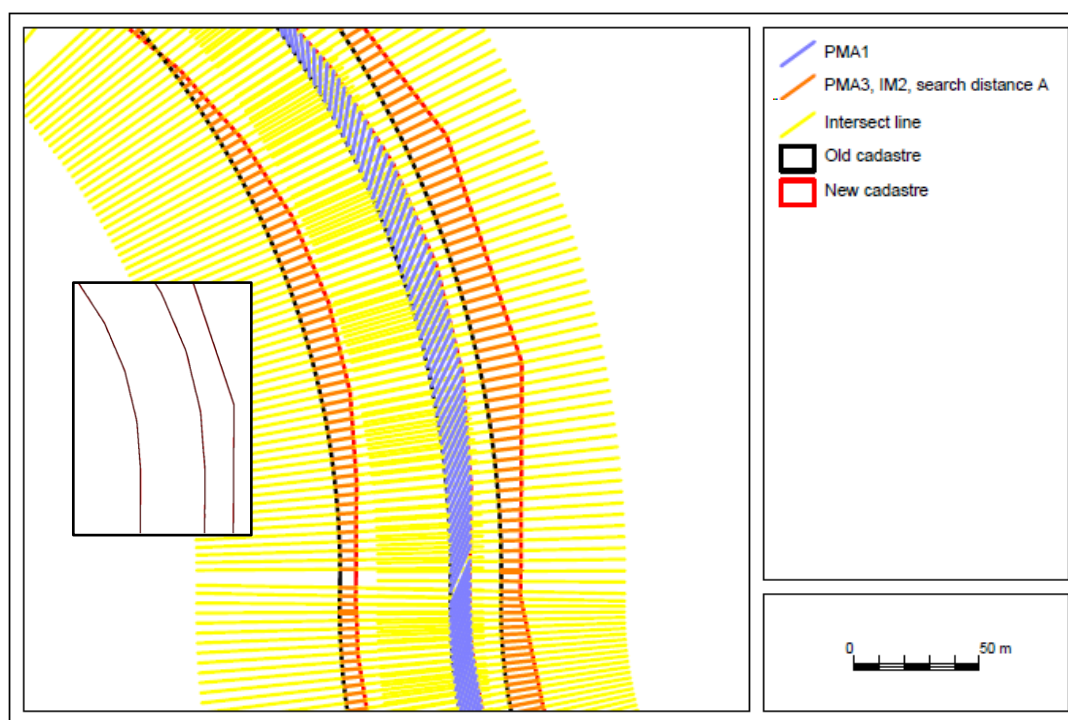 PMA1
PMA3, IM2, search distance A
Intersect line
Old cadastre
New cadastre
0 50 m